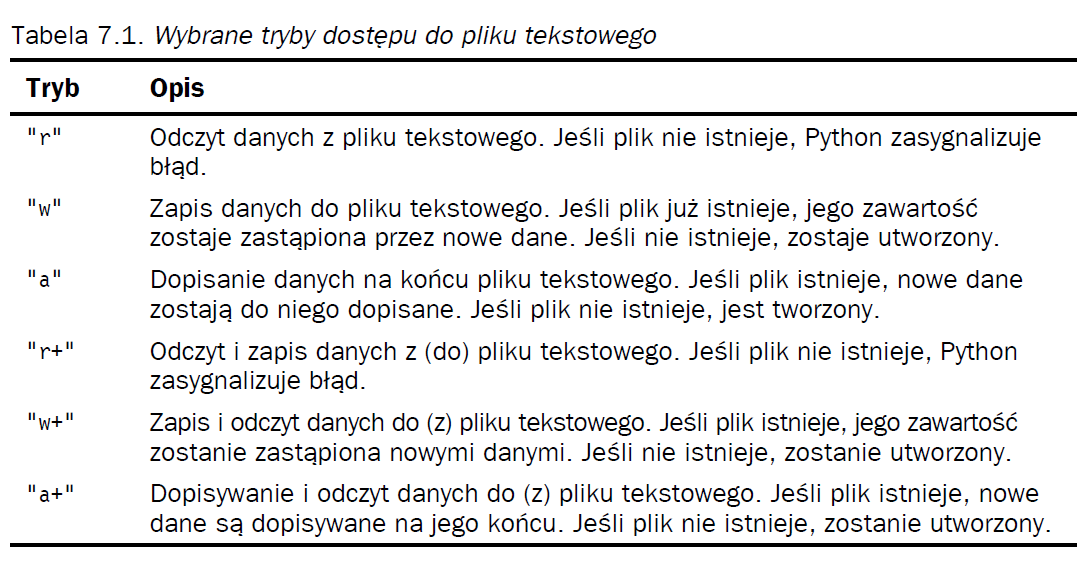 Tabela 7.1. Wybrane tryby dostępu do pliku tekstowego
Tryb Opis
"r" Odczyt danych z pliku tekstowego. Jeśli plik nie istnieje, Python zasygnalizuje
błąd.
"w" Zapis danych do pliku tekstowego. Jeśli plik już istnieje, jego zawartość
zostaje zastąpiona przez nowe dane. Jeśli nie istnieje, zostaje utworzony.
"a" Dopisanie danych na końcu pliku tekstowego. Jeśli plik istnieje, nowe dane
zostają do niego dopisane. Jeśli plik nie istnieje, jest tworzony.
"r+" Odczyt i zapis danych z (do) pliku tekstowego. Jeśli plik nie istnieje, Python
zasygnalizuje błąd.
"w+" Zapis i odczyt danych do (z) pliku tekstowego. Jeśli plik istnieje, jego zawartość
zostanie zastąpiona nowymi danymi. Jeśli nie istnieje, zostanie utworzony.
"a+" Dopisywanie i odczyt danych do (z) pliku tekstowego. Jeśli plik istnieje, nowe
dane są dopisywane na jego końcu. Jeśli plik nie istnieje, zostanie utworzony.